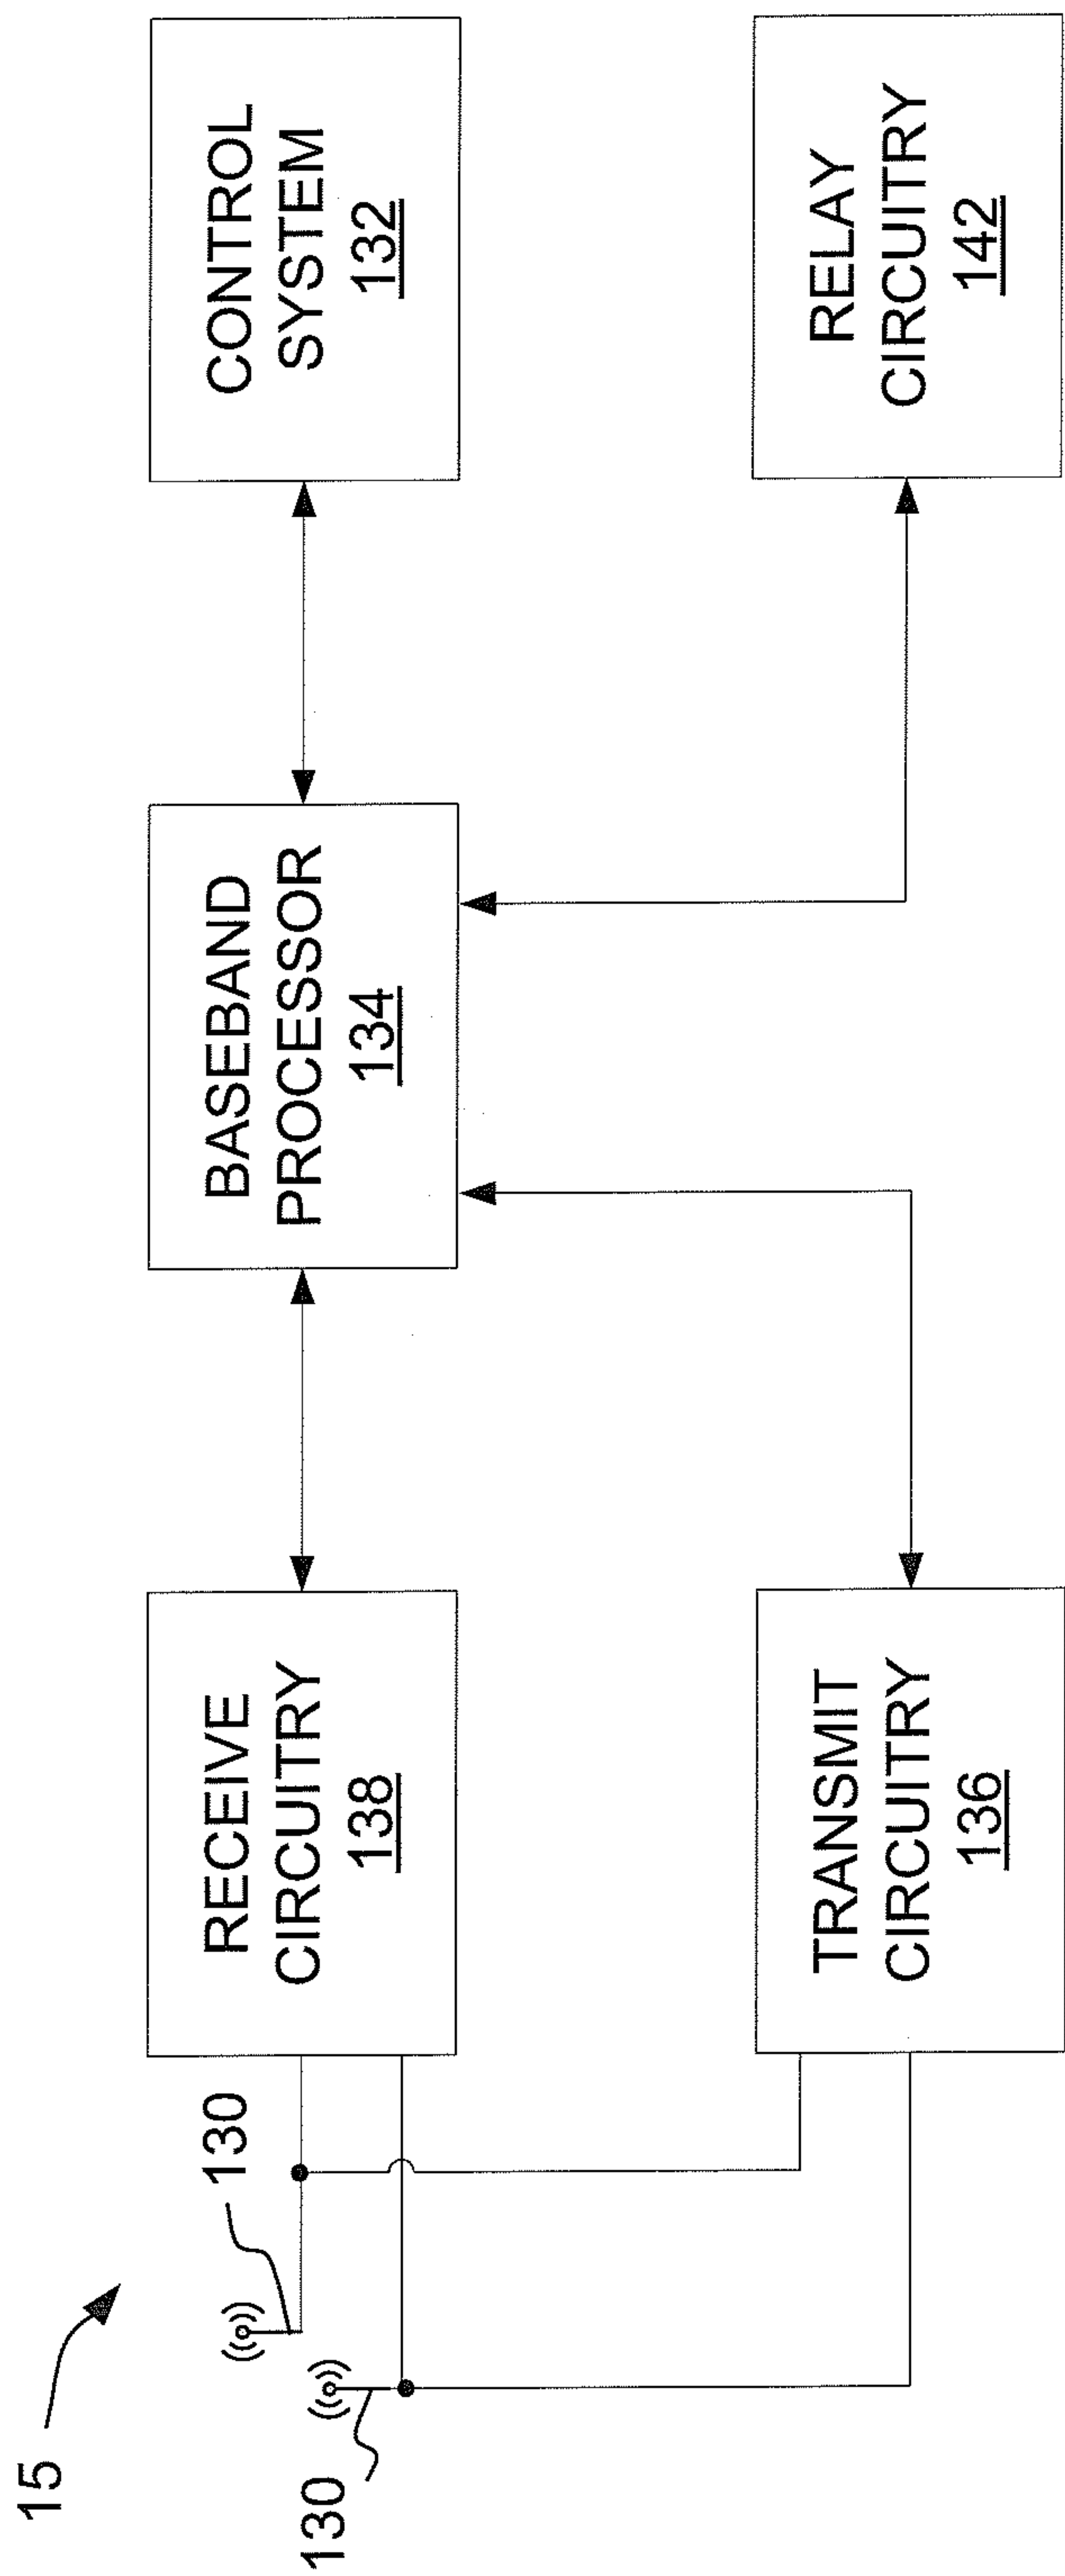 15
130
130
RECEIVE
CIRCUITRY
138
BASEBAND
PROCESSOR
134
CONTROL
SYSTEM
132
TRANSMIT
CIRCUITRY
136
RELAY
CIRCUITRY
142